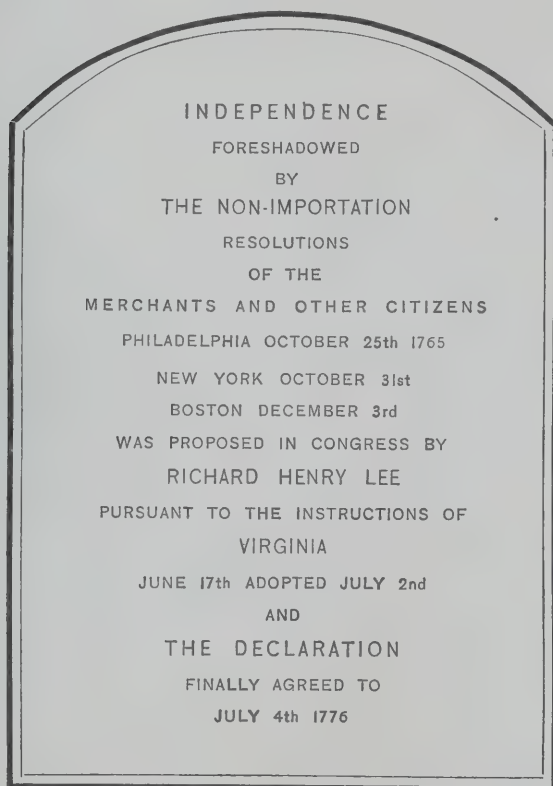 INDEPENDENCE
FORESHADOWED
BY
THE NON-IMPORTATION
RESOLUTIONS
OF THE
MERCHANTS AND OTHER CITIZENS
PHILADELPHIA OCTOBER 25th 1765
NEW YORK OCTOBER 31st
BOSTON DECEMBER 3rd
WAS PROPOSED IN CONGRESS BY
RICHARD HENRY LEE
PURSUANT TO THE INSTRUCTIONS OF
VIRGINIA
JUNE 17th ADOPTED JULY 2nd
AND
THE DECLARATION
FINALLY AGREED TO
JULY 4th 1776